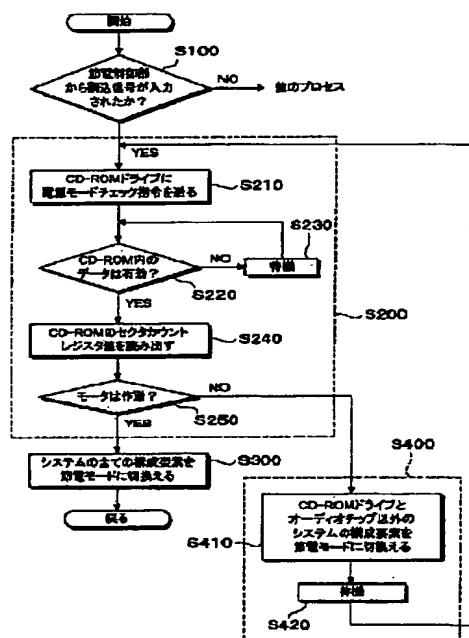 開始
S100
節電制御部
から割込信号が入力
されたか？
NO
他のプロセス
YES
CD-ROMドライブに
電源モードチェック指令を送る
S210
S230
CD-ROM内の
データは有効？
NO
待機
S220
YES
S200
CD-ROMのセクタカウント
レジスタ値を読み出す
S240
モータは作動？
NO
S250
YES
システムの全ての構成要素を
節電モードに切換える
S300
戻る
S400
CD-ROMドライブと
オーディオチップ以外の
システムの構成要素を
節電モードに切換える
S410
待機
S420